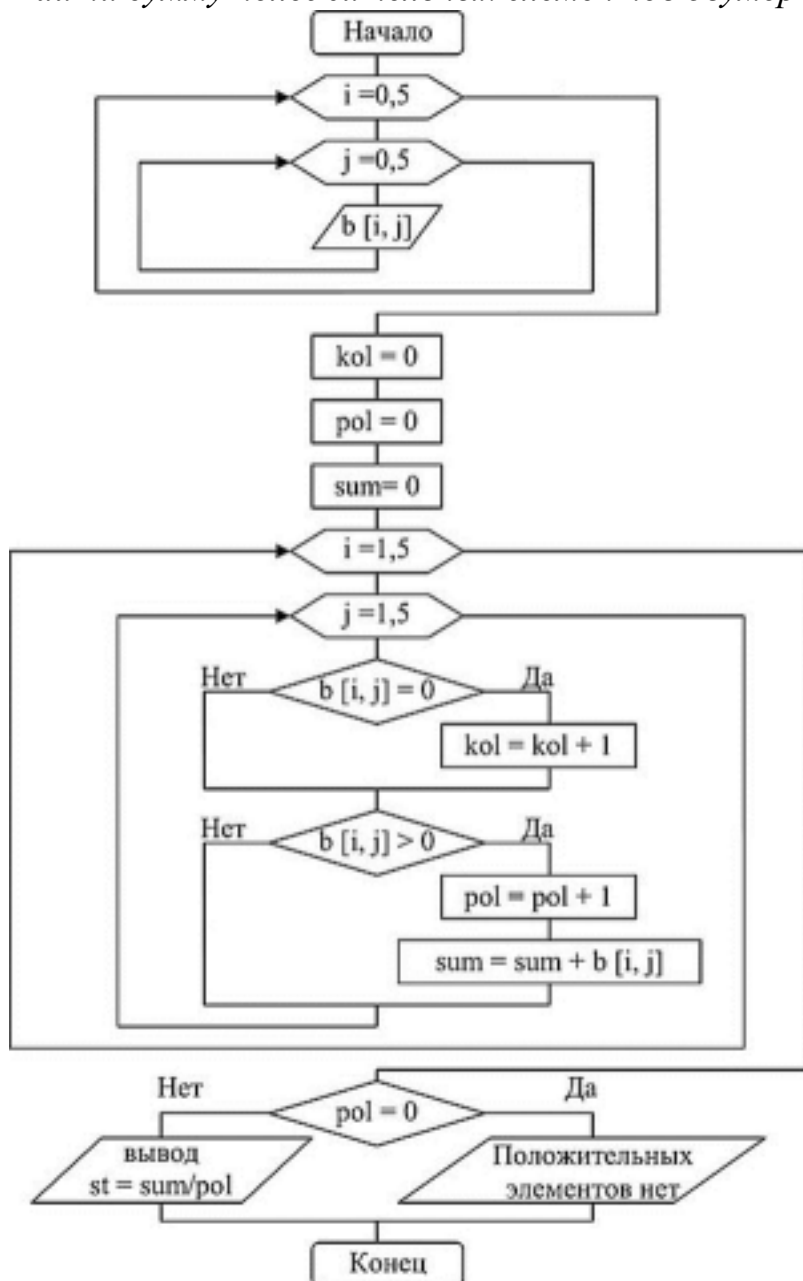 Начало
i =0,5
j =0,5
b [i, j]
kol = 0
pol = 0
sum= 0
i =1,5
j =1,5
Нет
b [i, j] = 0
Да
kol = kol + 1
Нет
b [i, j] > 0
Да
pol = pol + 1
sum = sum + b [i, j]
Нет
pol = 0
Да
вывод
st = sum/pol
Положительных
элементов нет
Конец